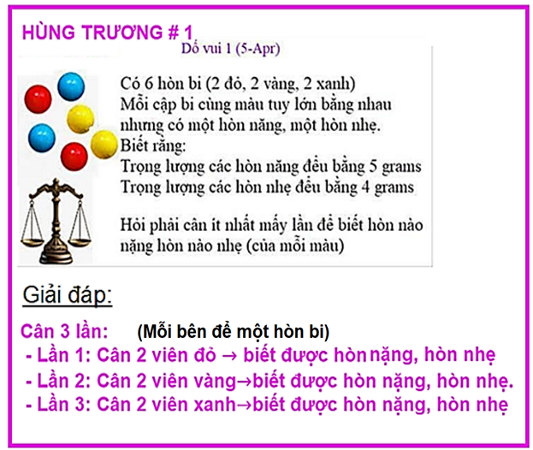 HÙNG TRƯƠNG # 1
Dố vui 1 (5-Apr)
Có 6 hòn bi (2 đỏ, 2 vàng, 2 xanh)
Mỗi cập bi cùng màu tuy lớn bằng nhau
nhưng có một hòn năng, một hòn nhẹ.
Biết rằng:
Trọng lượng các hòn năng đều bằng 5 grams
Trọng lượng các hòn nhẹ đều bằng 4 grams
Hỏi phải cân ít nhất mấy lần để biết hòn nào
nặng hòn nào nhẹ (của mỗi màu)
Giải đáp:
Cân 3 lần: (Mỗi bên để một hòn bi)
- Lần 1: Cân 2 viên đỏ → biết được hòn nặng, hòn nhẹ
- Lần 2: Cân 2 viên vàng→biết được hòn nặng, hòn nhẹ.
- Lần 3: Cân 2 viên xanh→biết được hòn nặng, hòn nhẹ